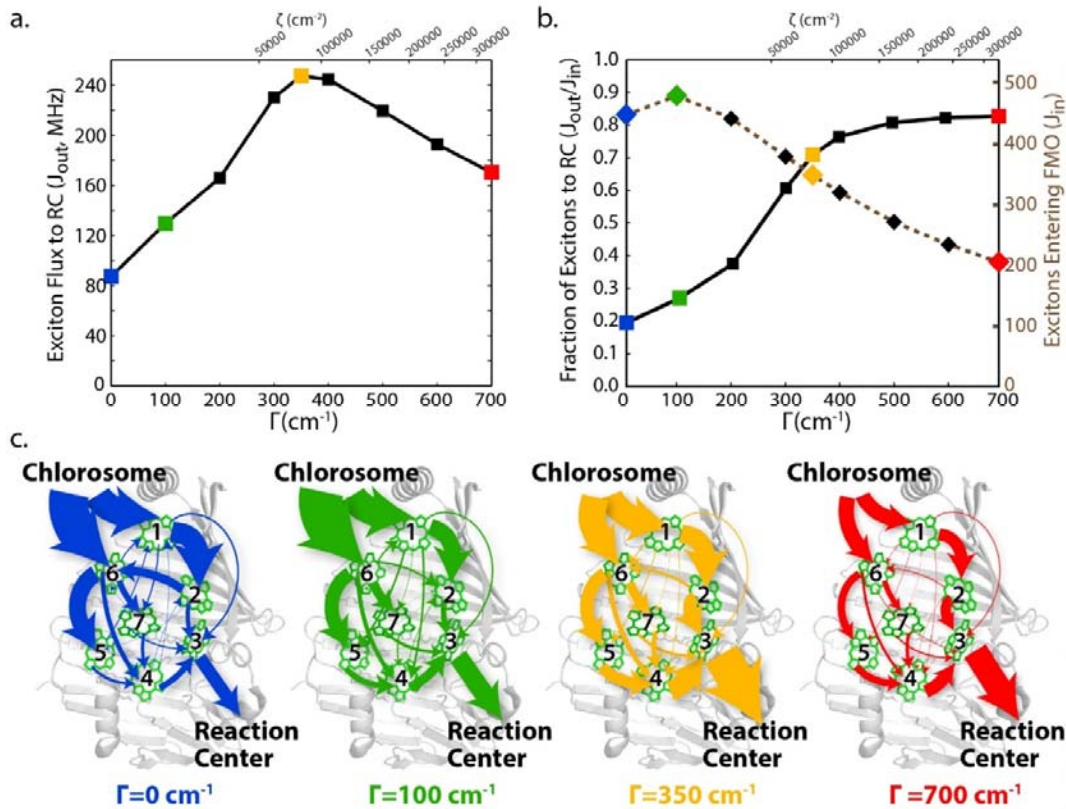 a.
ζ (cm⁻²)
50000
100000
150000
200000
250000
300000
Exciton Flux to RC (J_out, MHz)
240
200
160
120
80
40
0
0 100 200 300 400 500 600 700
Γ(cm⁻¹)
b.
ζ (cm⁻²)
50000
100000
150000
200000
250000
300000
Fraction of Excitons to RC (J_out/J_in)
1.0
0.9
0.8
0.7
0.6
0.5
0.4
0.3
0.2
0.1
0.0
500
400
300
200
100
0
Excitons Entering FMO (J_in)
0 100 200 300 400 500 600 700
Γ(cm⁻¹)
c.
Chlorosome
1
6
2
7
3
5
4
Reaction
Center
Γ=0 cm⁻¹
Chlorosome
1
6
2
7
3
5
4
Reaction
Center
Γ=100 cm⁻¹
Chlorosome
1
6
2
7
3
5
4
Reaction
Center
Γ=350 cm⁻¹
Chlorosome
1
6
2
7
3
5
4
Reaction
Center
Γ=700 cm⁻¹